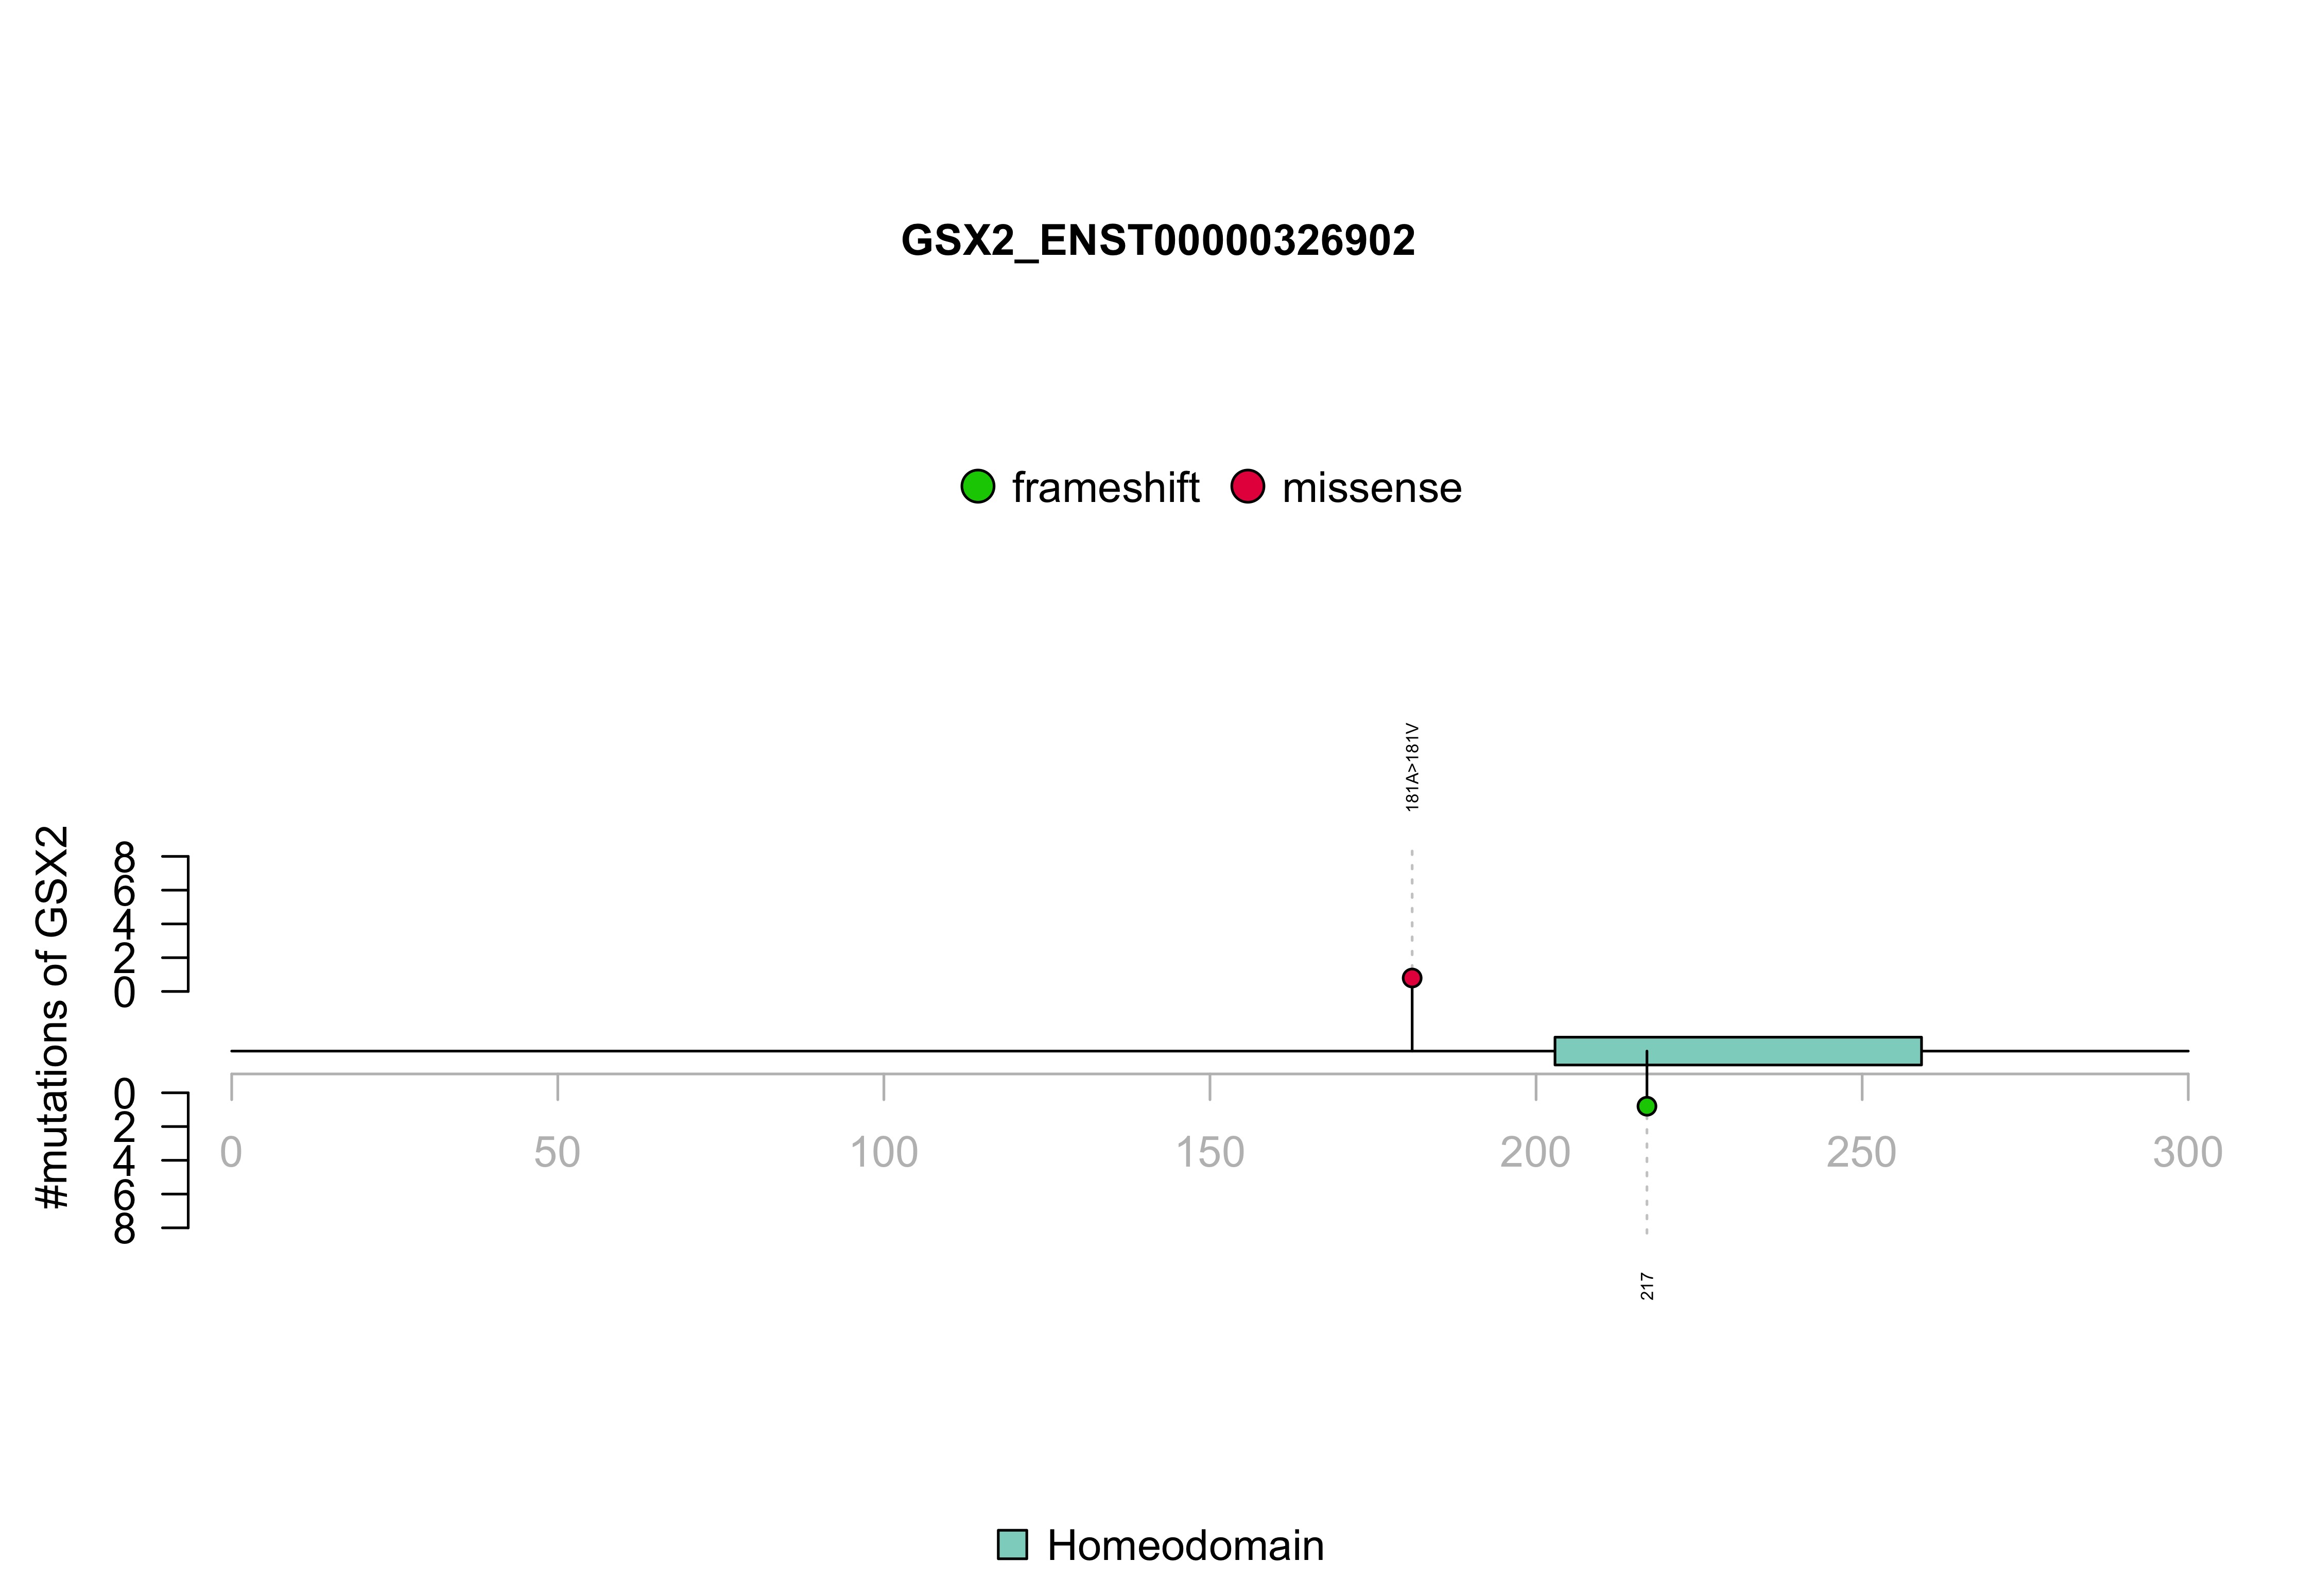 GSX2_ENST00000326902
frameshift missense
181A>181V
#mutations of GSX2
8
6
4
2
0
0
2
4
6
8
0 50 100 150 200 250 300
217
Homeodomain